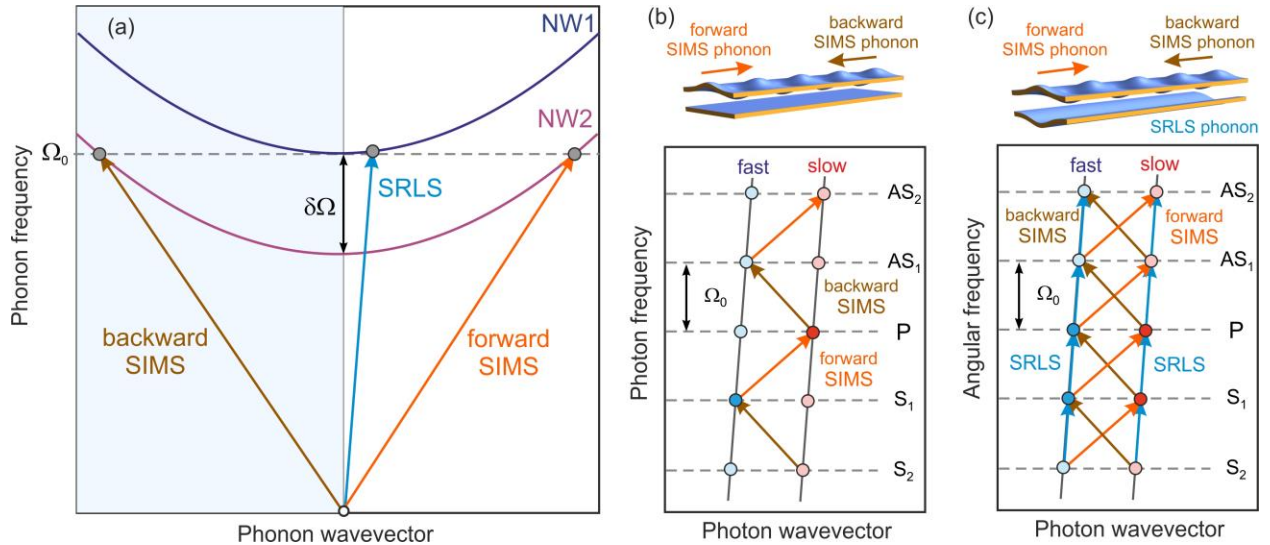 (a)
NW1
NW2
Ω₀
SRLS
δΩ
backward
SIMS
forward
SIMS
Phonon frequency
Phonon wavevector
(b)
forward
SIMS phonon
backward
SIMS phonon
fast
slow
AS₂
AS₁
Ω₀
backward
SIMS
P
forward
SIMS
S₁
S₂
Photon frequency
Photon wavevector
(c)
forward
SIMS phonon
backward
SIMS phonon
SRLS phonon
fast
slow
AS₂
backward
SIMS
forward
SIMS
AS₁
Ω₀
P
SRLS
SRLS
S₁
S₂
Angular frequency
Photon wavevector